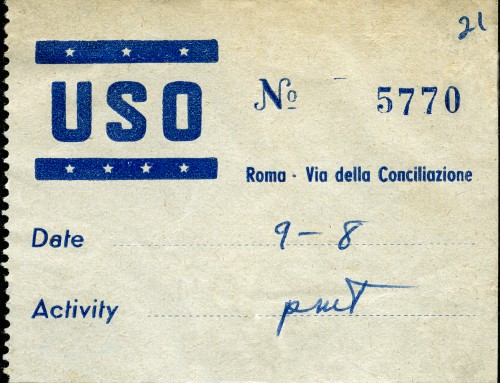 21
USO
No 5770
Roma - Via della Conciliazione
Date 9-8
Activity